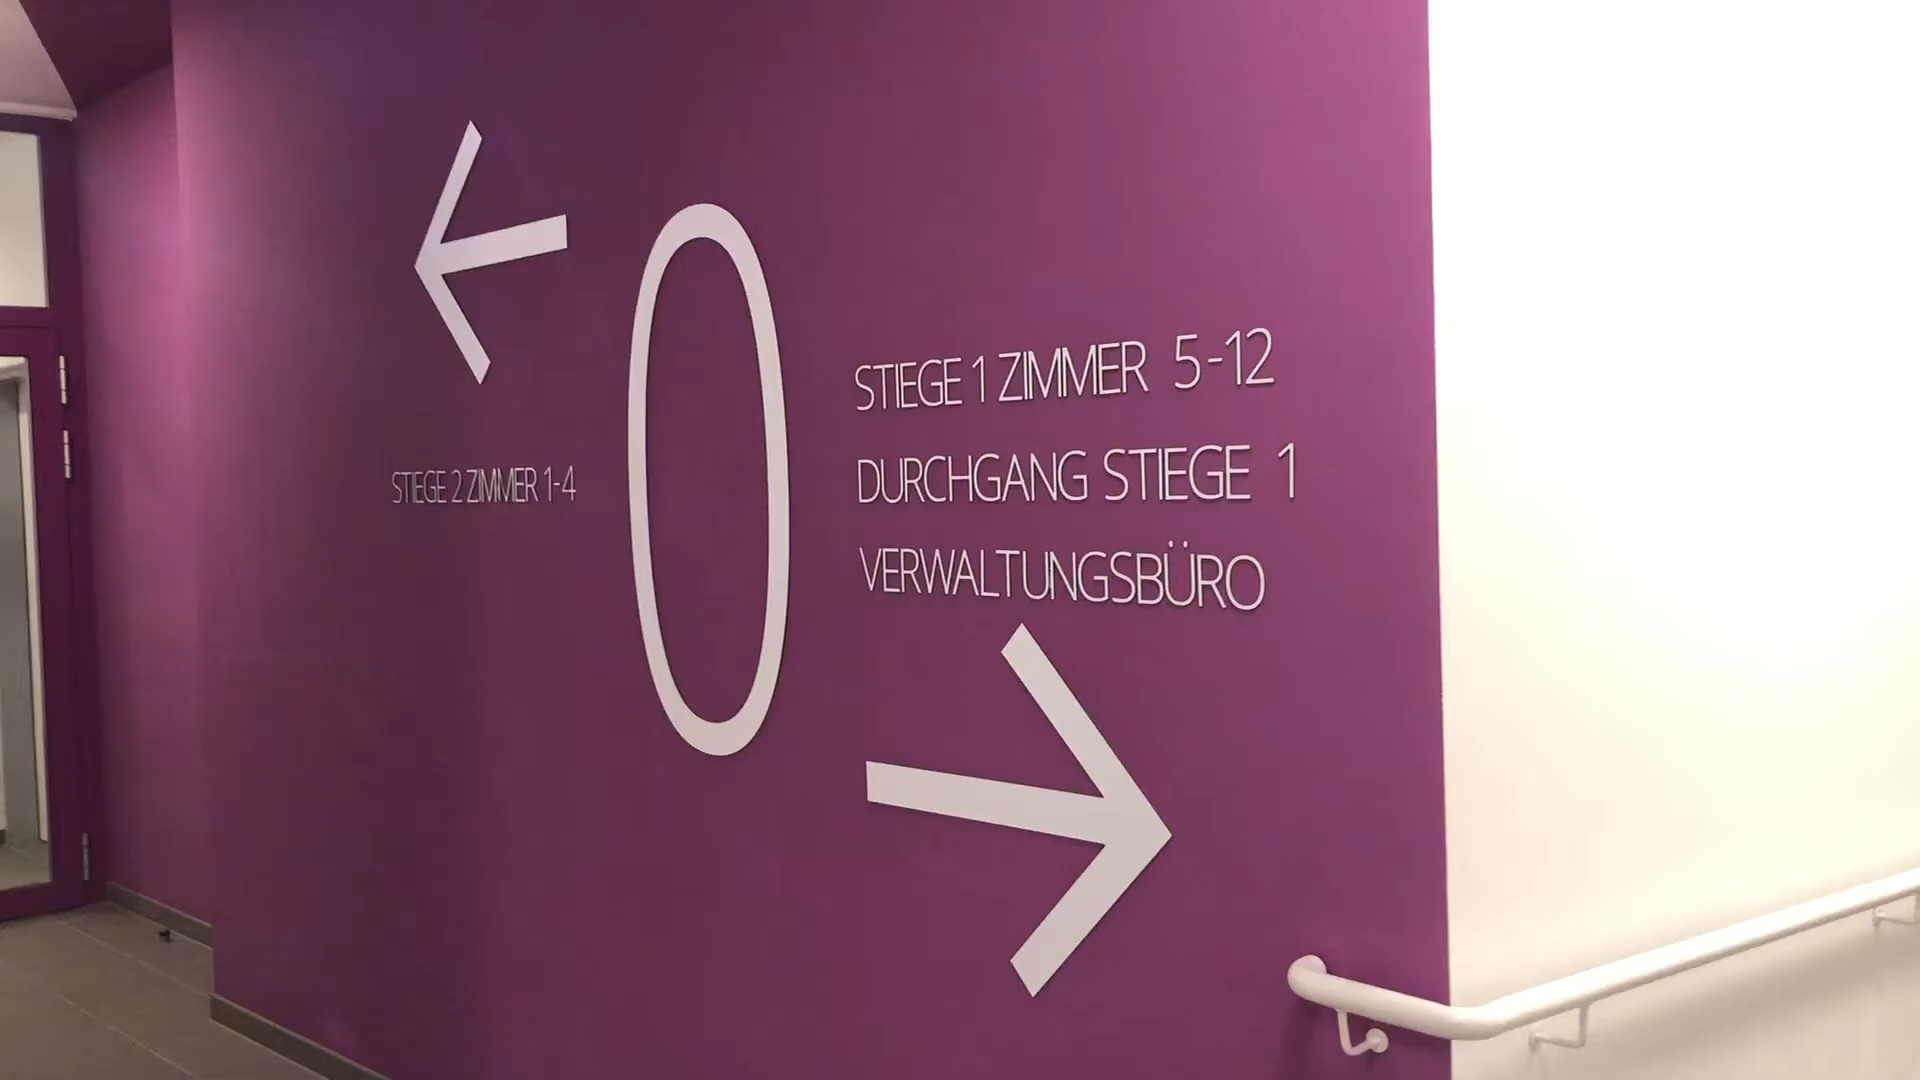 STIEGE 2 ZIMMER 1-4
0
STIEGE 1 ZIMMER 5-12
DURCHGANG STIEGE 1
VERWALTUNGSBÜRO